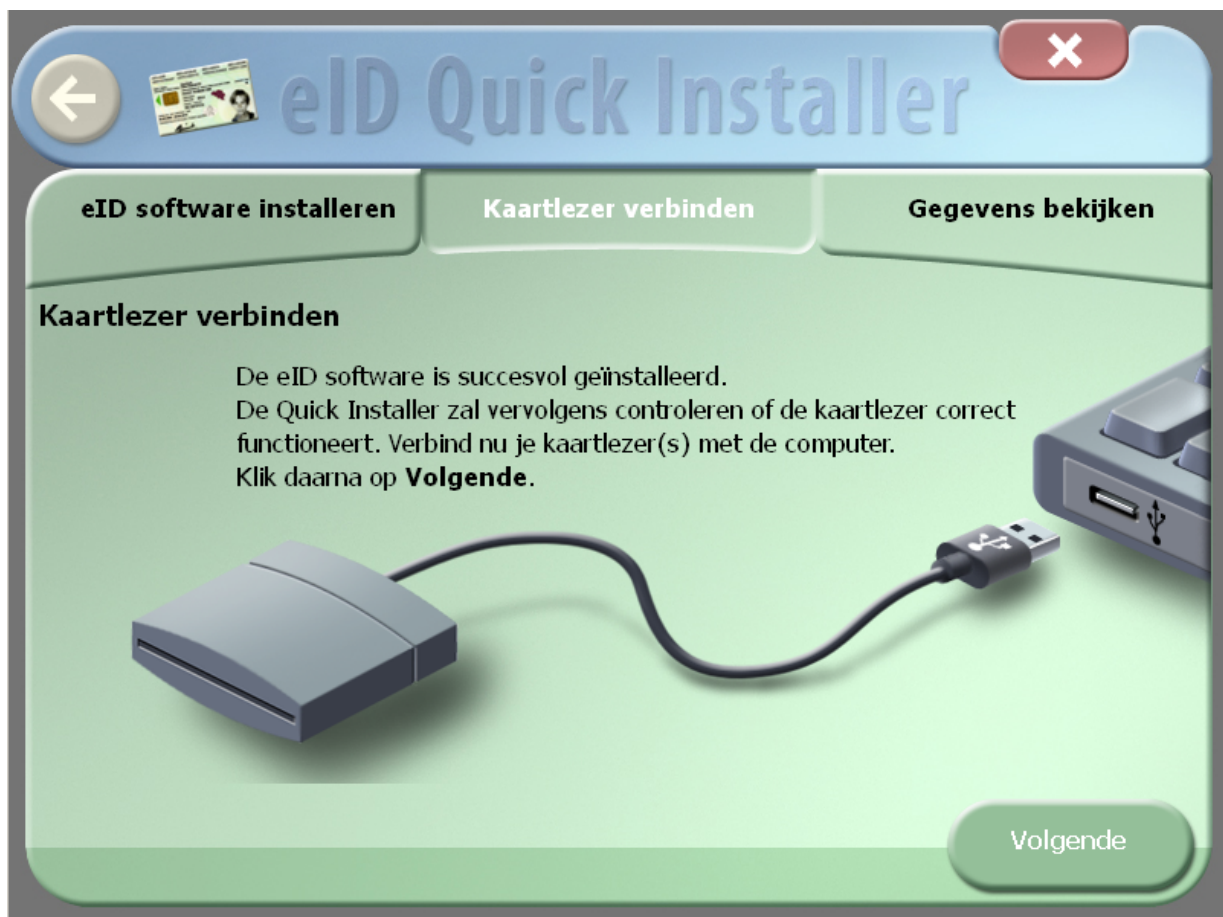 eID Quick Installer
eID software installeren
Kaartlezer verbinden
Gegevens bekijken
Kaartlezer verbinden
De eID software is succesvol geïnstalleerd.
De Quick Installer zal vervolgens controleren of de kaartlezer correct
functioneert. Verbind nu je kaartlezer(s) met de computer.
Klik daarna op Volgende.
Volgende